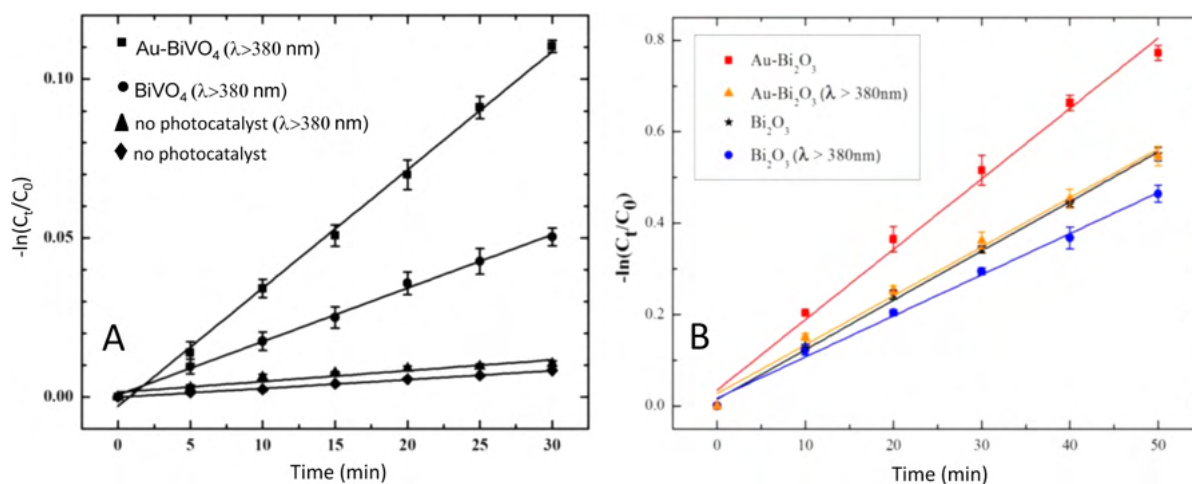 Au-BiVO₄ (λ>380 nm)
BiVO₄ (λ>380 nm)
no photocatalyst (λ>380 nm)
no photocatalyst
-ln(Cₜ/C₀)
0.10
0.05
0.00
A
0 5 10 15 20 25 30
Time (min)
Au-Bi₂O₃
Au-Bi₂O₃ (λ > 380nm)
Bi₂O₃
Bi₂O₃ (λ > 380nm)
-ln(Cₜ/C₀)
0.8
0.6
0.4
0.2
0.0
B
0 10 20 30 40 50
Time (min)